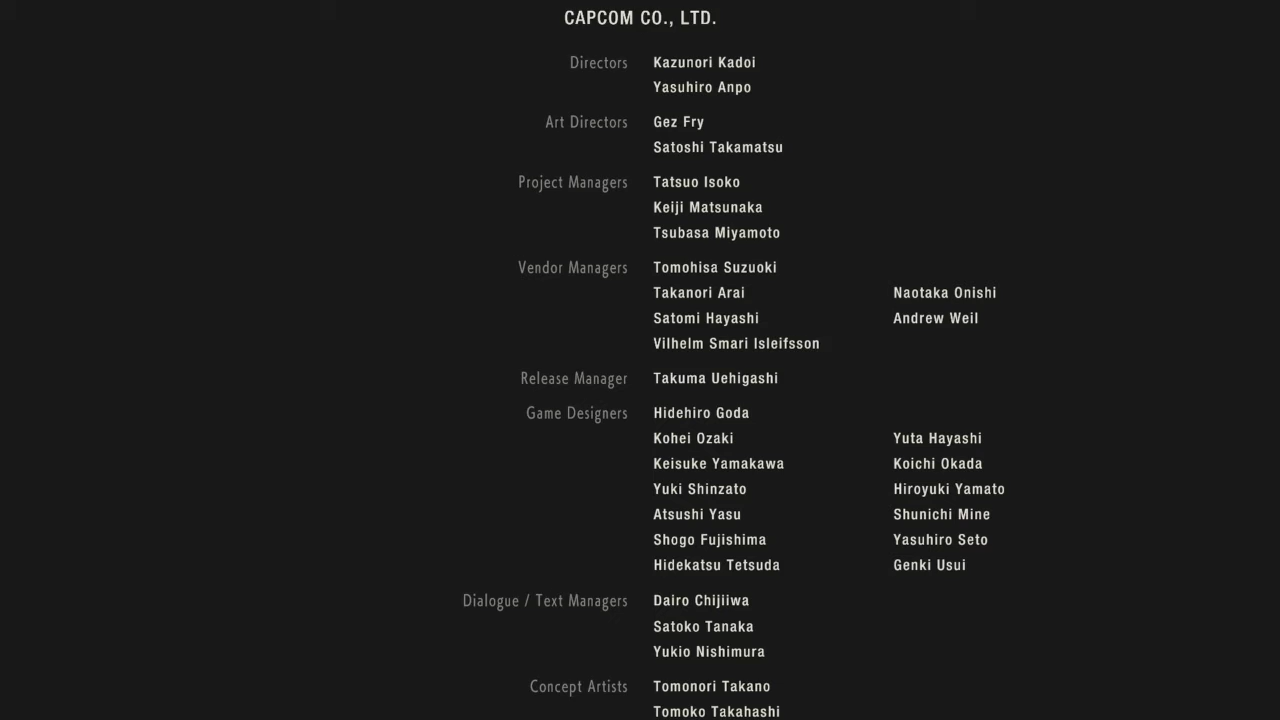 CAPCOM CO., LTD.
Directors Kazunori Kadoi
Yasuhiro Anpo
Art Directors Gez Fry
Satoshi Takamatsu
Project Managers Tatsuo Isoko
Keiji Matsunaka
Tsubasa Miyamoto
Vendor Managers Tomohisa Suzuoki
Takanori Arai Naotaka Onishi
Satomi Hayashi Andrew Weil
Vilhelm Smari Isleifsson
Release Manager Takuma Uehigashi
Game Designers Hidehiro Goda
Kohei Ozaki Yuta Hayashi
Keisuke Yamakawa Koichi Okada
Yuki Shinzato Hiroyuki Yamato
Atsushi Yasu Shunichi Mine
Shogo Fujishima Yasuhiro Seto
Hidekatsu Tetsuda Genki Usui
Dialogue / Text Managers Dairo Chijiiwa
Satoko Tanaka
Yukio Nishimura
Concept Artists Tomonori Takano
Tomoko Takahashi